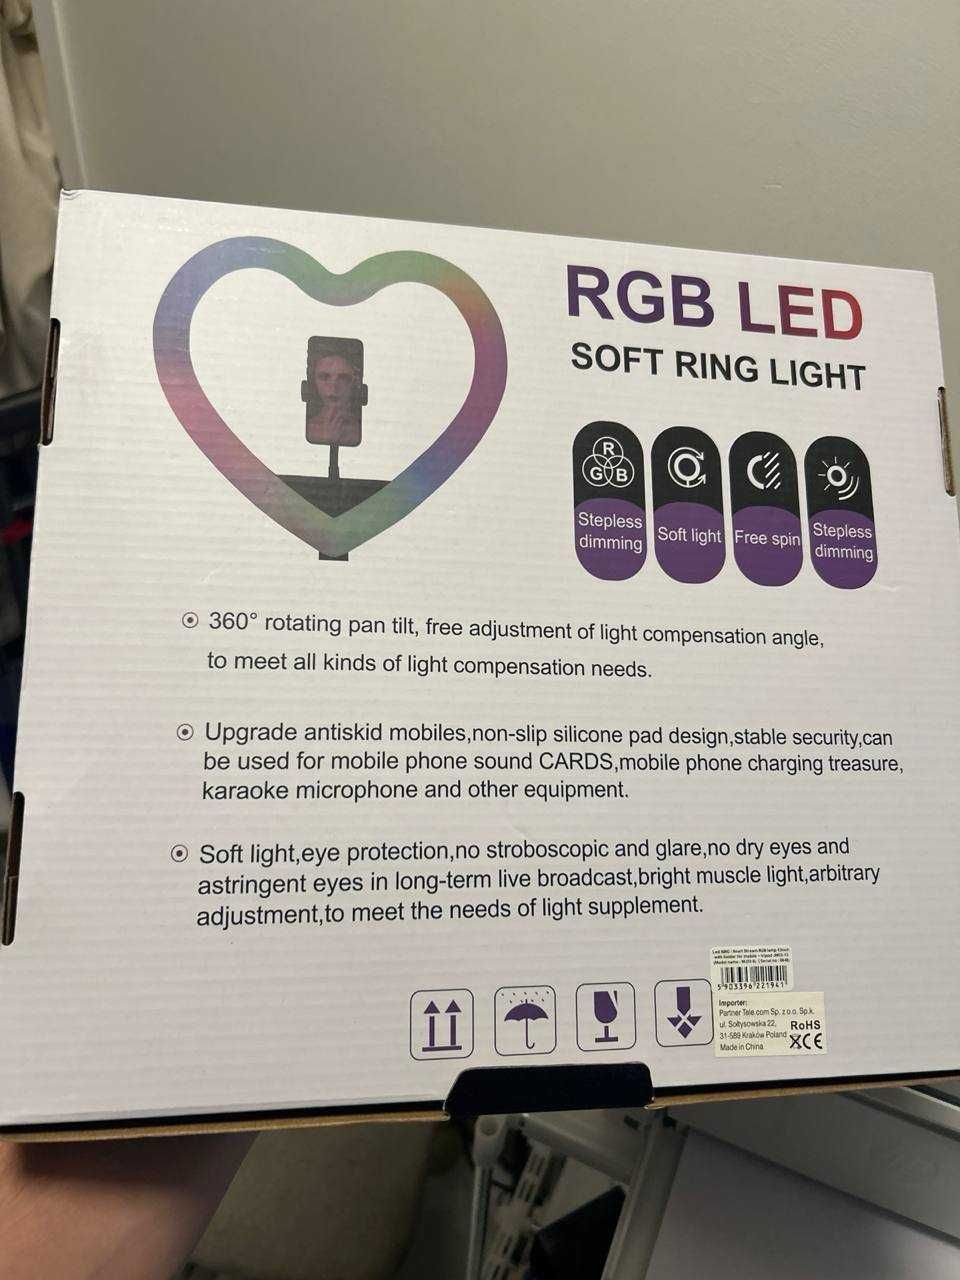 RGB LED
SOFT RING LIGHT
R
G B
Stepless
dimming
Soft light
Free spin
Stepless
dimming
360° rotating pan tilt, free adjustment of light compensation angle,
to meet all kinds of light compensation needs.
Upgrade antiskid mobiles,non-slip silicone pad design,stable security,can
be used for mobile phone sound CARDS,mobile phone charging treasure,
karaoke microphone and other equipment.
Soft light,eye protection,no stroboscopic and glare,no dry eyes and
astringent eyes in long-term live broadcast,bright muscle light,arbitrary
adjustment,to meet the needs of light supplement.
5 903396 221941
Importer:
Partner Tele.com Sp. z o.o. Sp.k.
ul. Sołtysowska 22,
31-589 Kraków Poland
Made in China
RoHS
CE